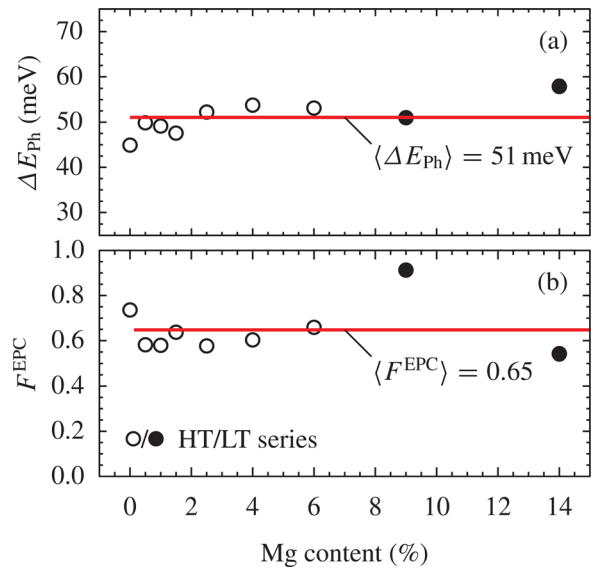 70
60
50
40
30
ΔE_Ph (meV)
(a)
⟨ΔE_Ph⟩ = 51 meV
1.0
0.8
0.6
0.4
0.2
0.0
F^EPC
(b)
⟨F^EPC⟩ = 0.65
/ HT/LT series
0 2 4 6 8 10 12 14
Mg content (%)